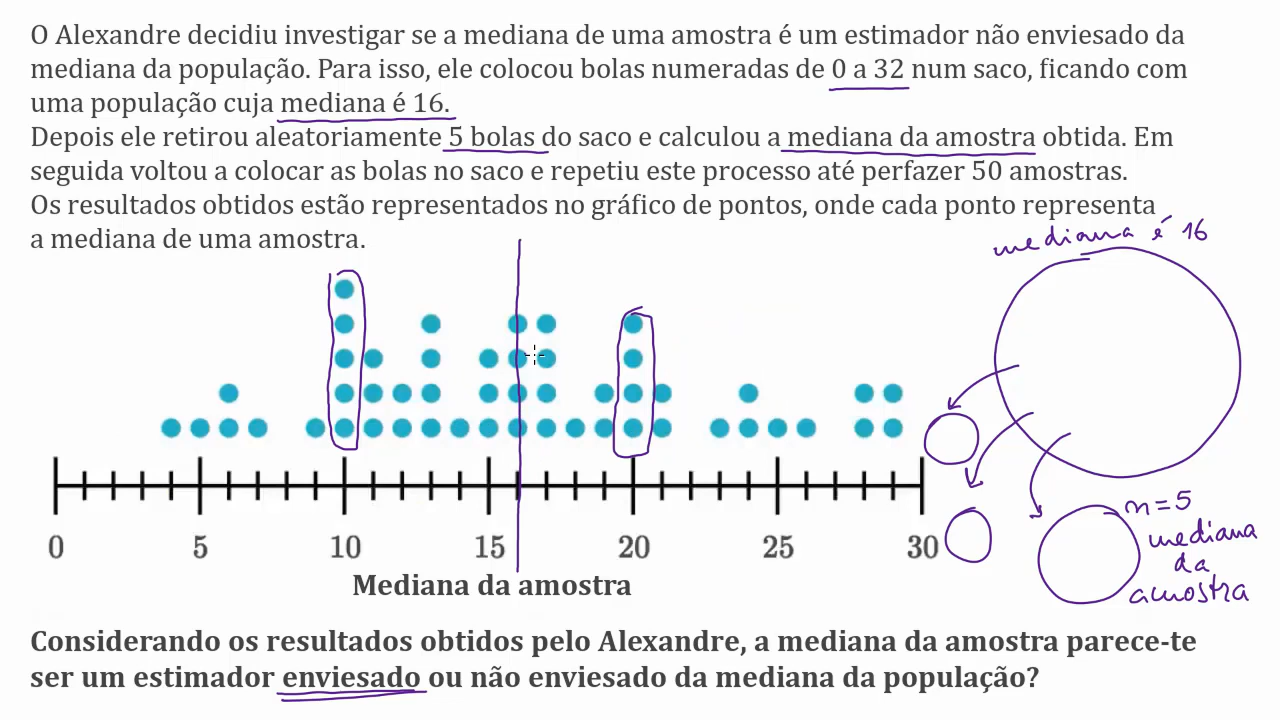 O Alexandre decidiu investigar se a mediana de uma amostra é um estimador não enviesado da
mediana da população. Para isso, ele colocou bolas numeradas de 0 a 32 num saco, ficando com
uma população cuja mediana é 16.
Depois ele retirou aleatoriamente 5 bolas do saco e calculou a mediana da amostra obtida. Em
seguida voltou a colocar as bolas no saco e repetiu este processo até perfazer 50 amostras.
Os resultados obtidos estão representados no gráfico de pontos, onde cada ponto representa
a mediana de uma amostra.
mediana é 16
n=5
mediana
da
amostra
0 5 10 15 20 25 30
Mediana da amostra
Considerando os resultados obtidos pelo Alexandre, a mediana da amostra parece-te
ser um estimador enviesado ou não enviesado da mediana da população?